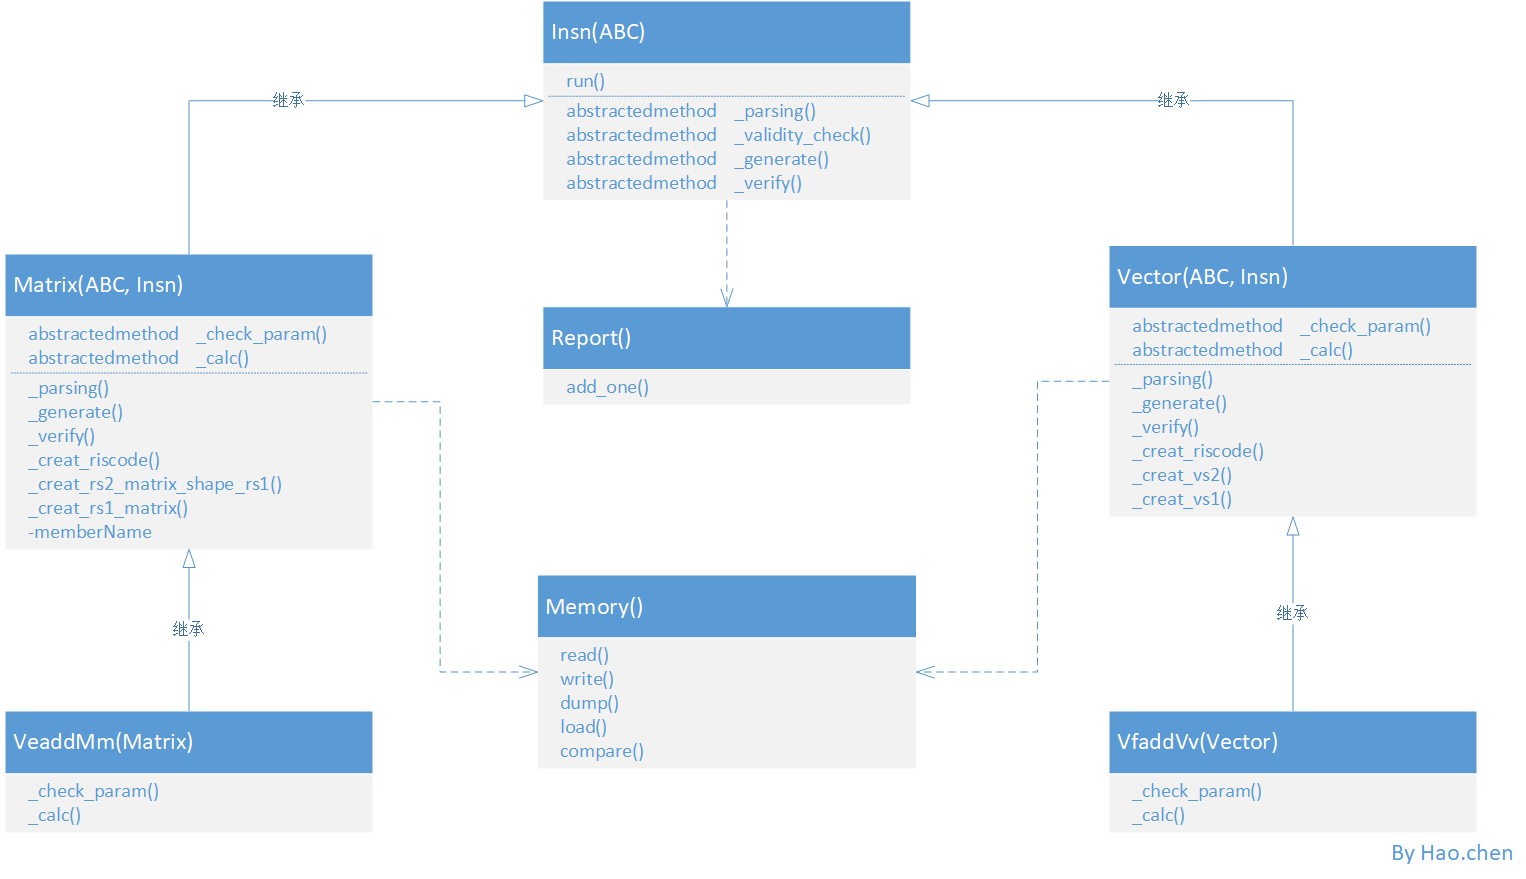 Insn(ABC)
run()
abstractedmethod _parsing()
abstractedmethod _validity_check()
abstractedmethod _generate()
abstractedmethod _verify()
继承
继承
Matrix(ABC, Insn)
abstractedmethod _check_param()
abstractedmethod _calc()
_parsing()
_generate()
_verify()
_creat_riscode()
_creat_rs2_matrix_shape_rs1()
_creat_rs1_matrix()
-memberName
Report()
add_one()
Vector(ABC, Insn)
abstractedmethod _check_param()
abstractedmethod _calc()
_parsing()
_generate()
_verify()
_creat_riscode()
_creat_vs2()
_creat_vs1()
继承
继承
Memory()
read()
write()
dump()
load()
compare()
VeaddMm(Matrix)
_check_param()
_calc()
VfaddVv(Vector)
_check_param()
_calc()
By Hao.chen